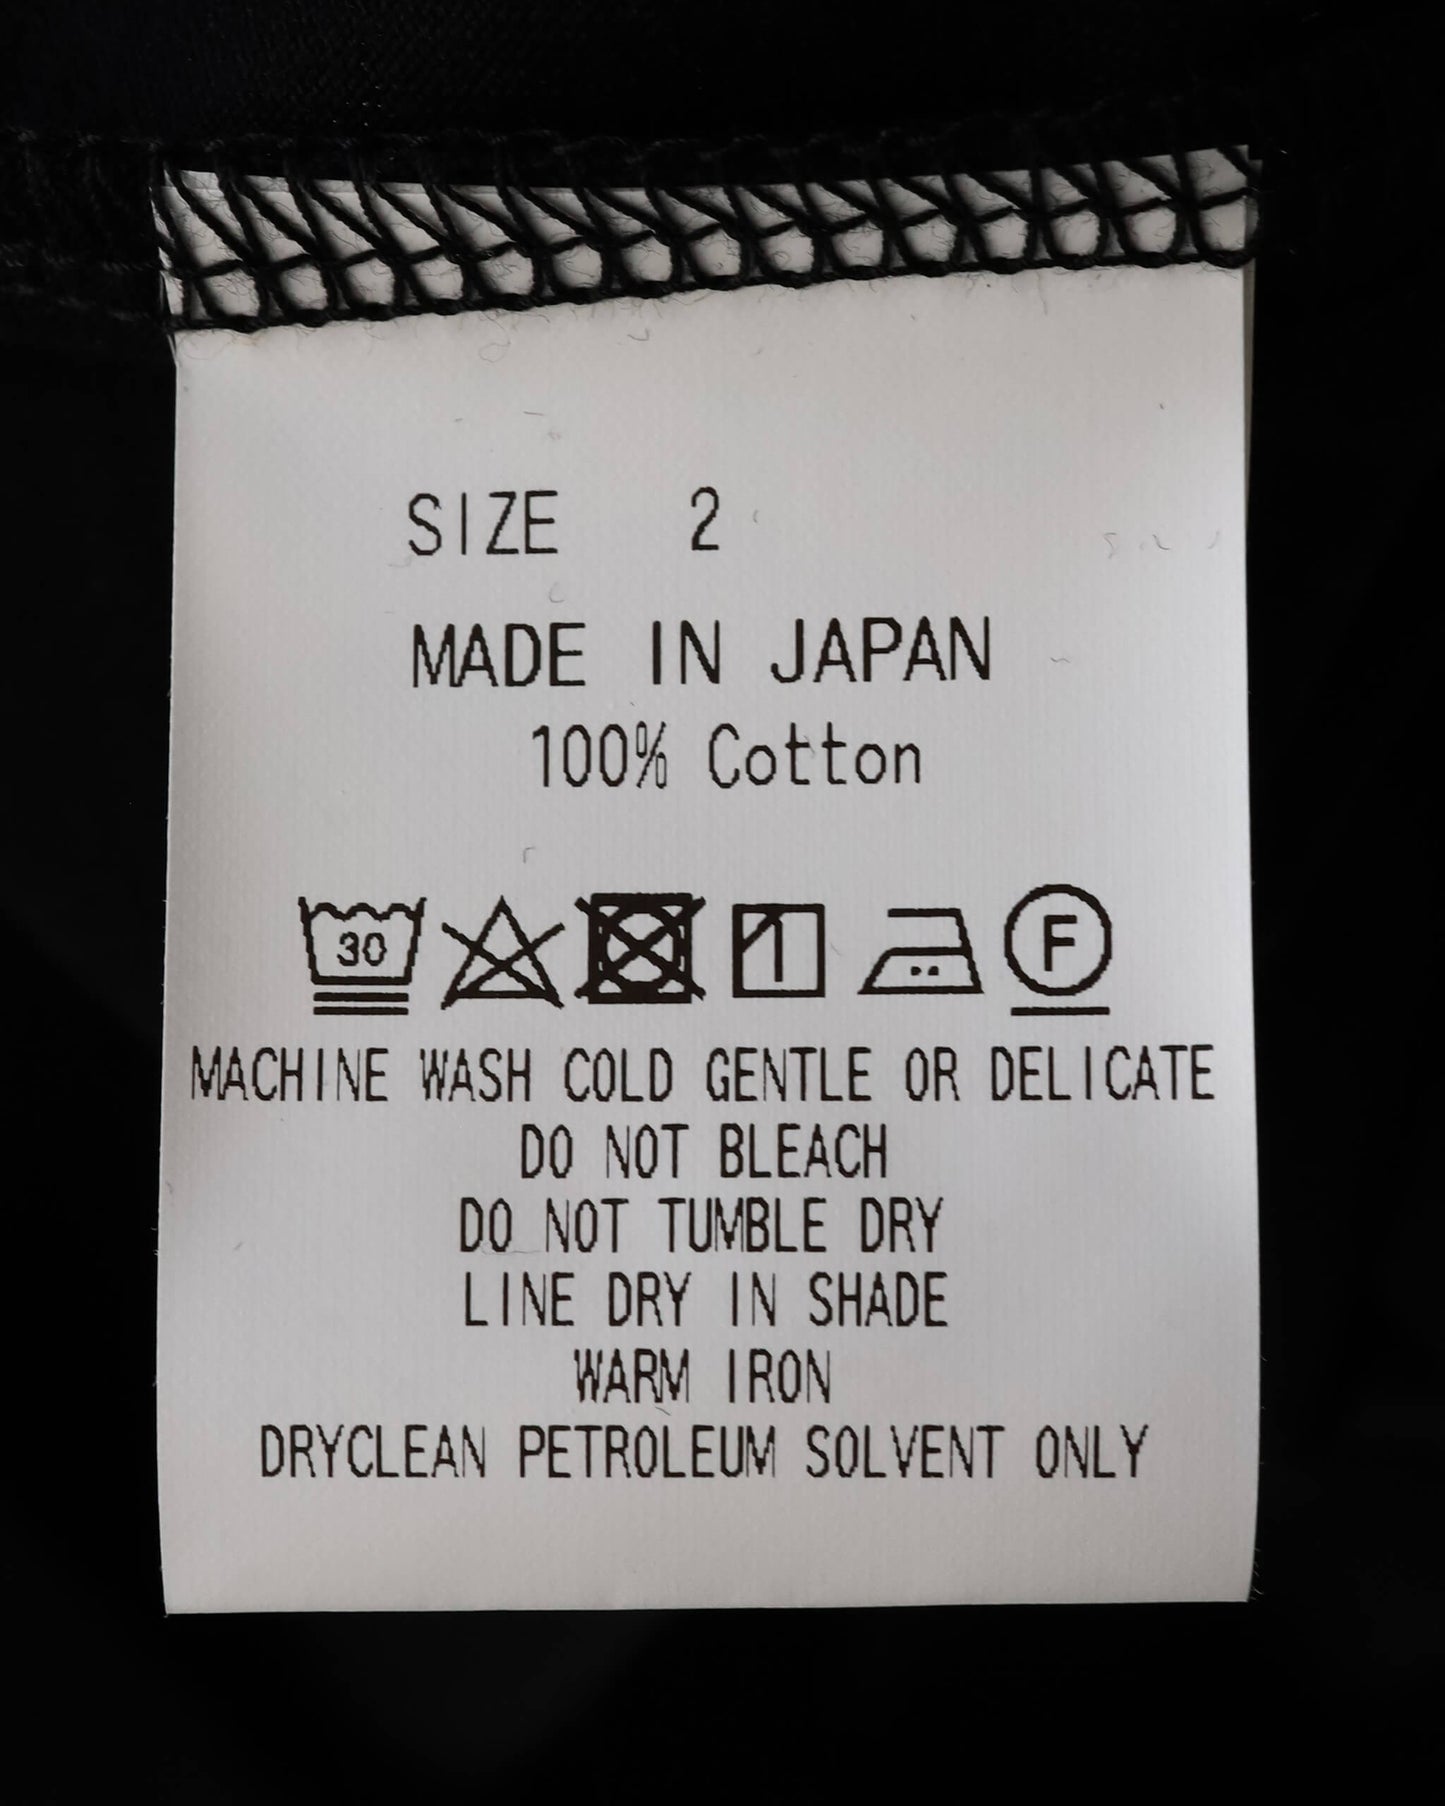 SIZE 2
MADE IN JAPAN
100% Cotton
30 F
MACHINE WASH COLD GENTLE OR DELICATE
DO NOT BLEACH
DO NOT TUMBLE DRY
LINE DRY IN SHADE
WARM IRON
DRYCLEAN PETROLEUM SOLVENT ONLY